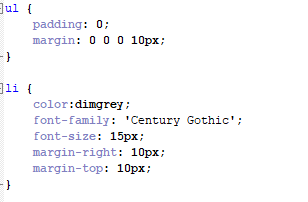 ul {
padding: 0;
margin: 0 0 0 10px;
}
li {
color:dimgrey;
font-family: 'Century Gothic';
font-size: 15px;
margin-right: 10px;
margin-top: 10px;
}